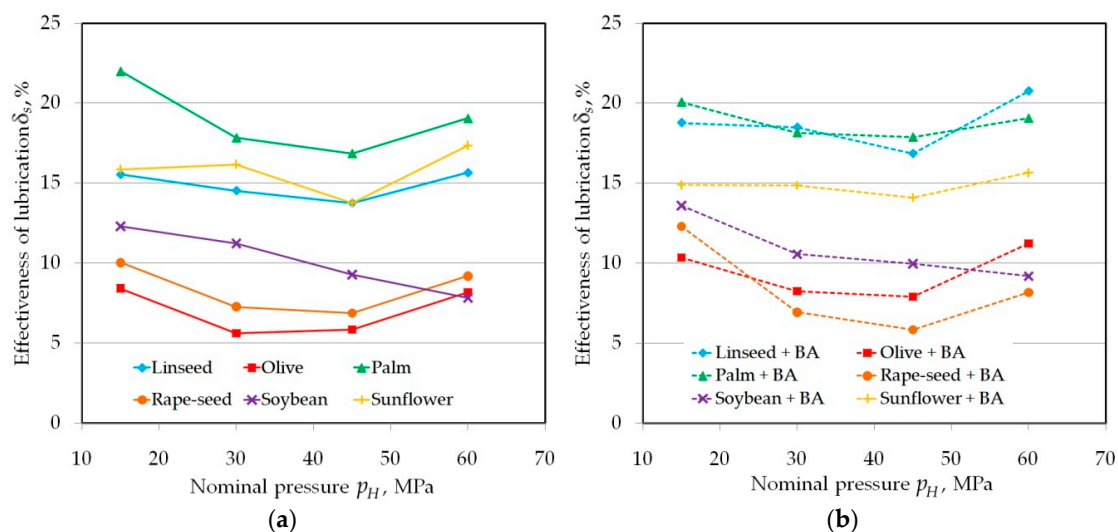 Effectiveness of lubrication δs, %
25
20
15
10
5
0
Linseed Olive Palm
Rape-seed Soybean Sunflower
10 20 30 40 50 60 70
Nominal pressure pH, MPa
(a)
Effectiveness of lubrication δs, %
25
20
15
10
5
0
Linseed + BA Olive + BA
Palm + BA Rape-seed + BA
Soybean + BA Sunflower + BA
10 20 30 40 50 60 70
Nominal pressure pH, MPa
(b)